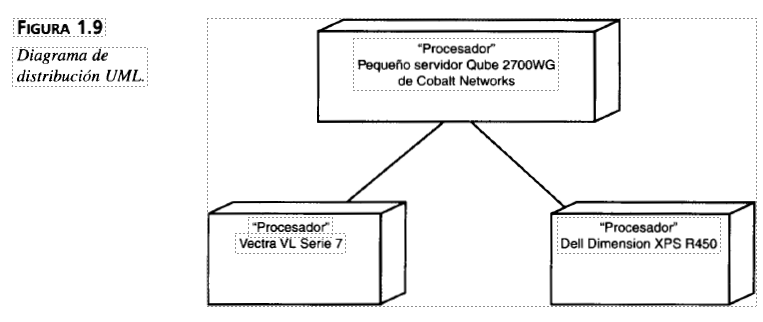 FIGURA 1.9
Diagrama de
distribución UML.
“Procesador”
Pequeño servidor Qube 2700WG
de Cobalt Networks
“Procesador”
Vectra VL Serie 7
“Procesador”
Dell Dimension XPS R450